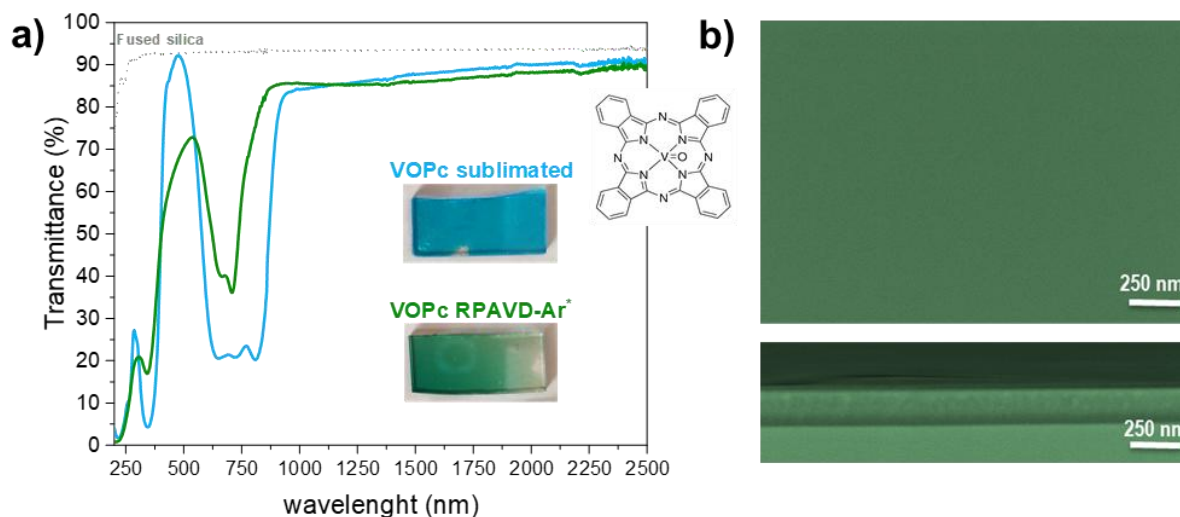 a)
Fused silica
Transmittance (%)
100
90
80
70
60
50
40
30
20
10
0
250 500 750 1000 1250 1500 1750 2000 2250 2500
wavelenght (nm)
VOPc sublimated
VOPc RPAVD-Ar*
N
N
N
N
N
V=O
N
N
N
b)
250 nm
250 nm